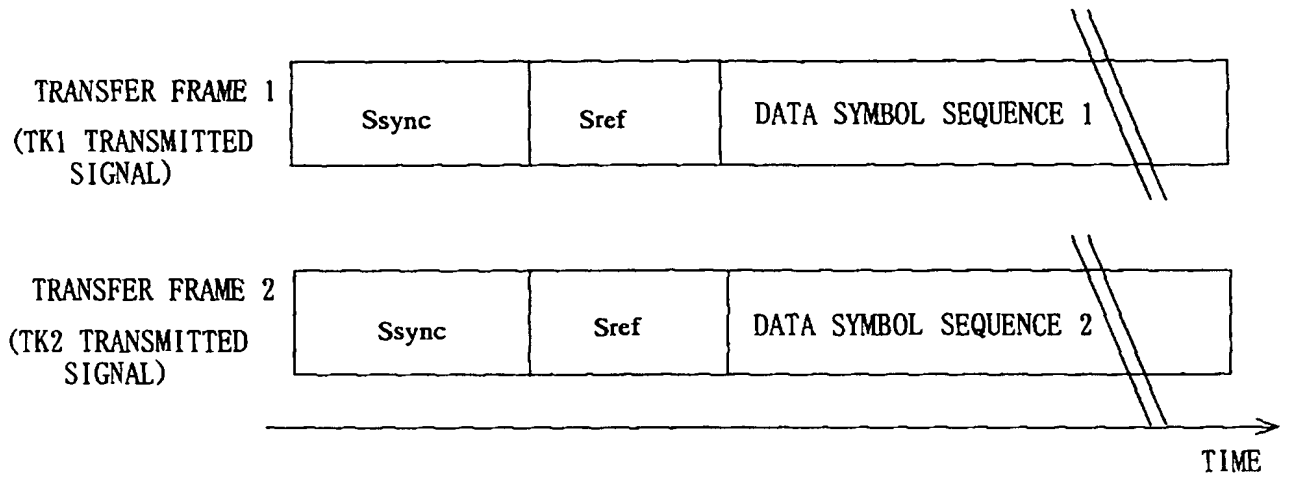 TRANSFER FRAME 1
(TK1 TRANSMITTED
SIGNAL)
Ssync
Sref
DATA SYMBOL SEQUENCE 1
TRANSFER FRAME 2
(TK2 TRANSMITTED
SIGNAL)
Ssync
Sref
DATA SYMBOL SEQUENCE 2
TIME